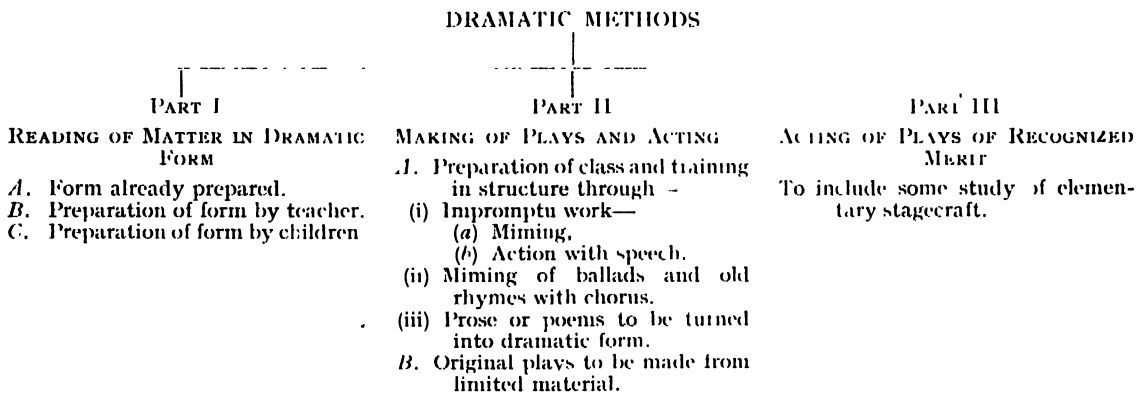 DRAMATIC METHODS
PART I
READING OF MATTER IN DRAMATIC
FORM
A. Form already prepared.
B. Preparation of form by teacher.
C. Preparation of form by children
PART II
MAKING OF PLAYS AND ACTING
A. Preparation of class and training
in structure through -
(i) Impromptu work—
(a) Miming,
(b) Action with speech.
(ii) Miming of ballads and old
rhymes with chorus.
(iii) Prose or poems to be turned
into dramatic form.
B. Original plays to be made from
limited material.
PART III
ACTING OF PLAYS OF RECOGNIZED
MERIT
To include some study of elemen-
tary stagecraft.